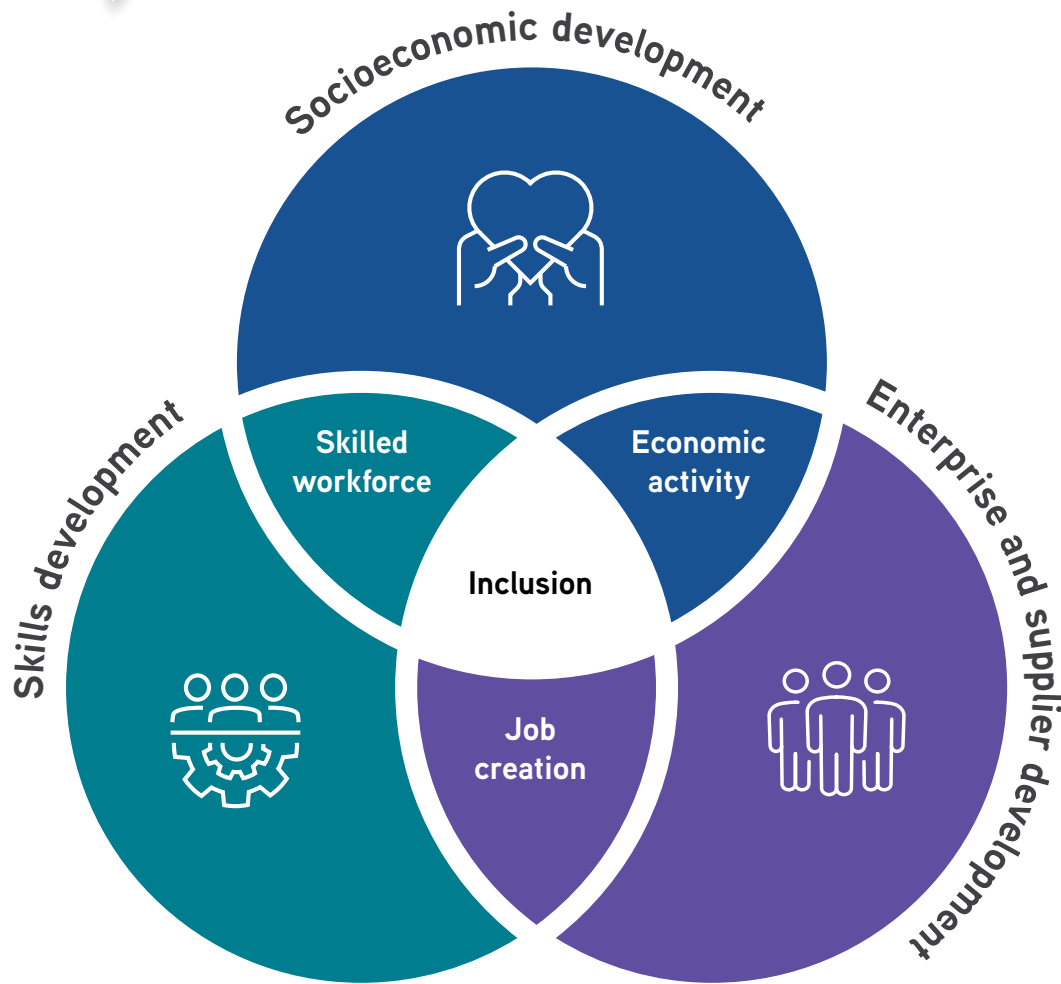 Socioeconomic development
Skills development
Enterprise and supplier development
Skilled
workforce
Economic
activity
Inclusion
Job
creation